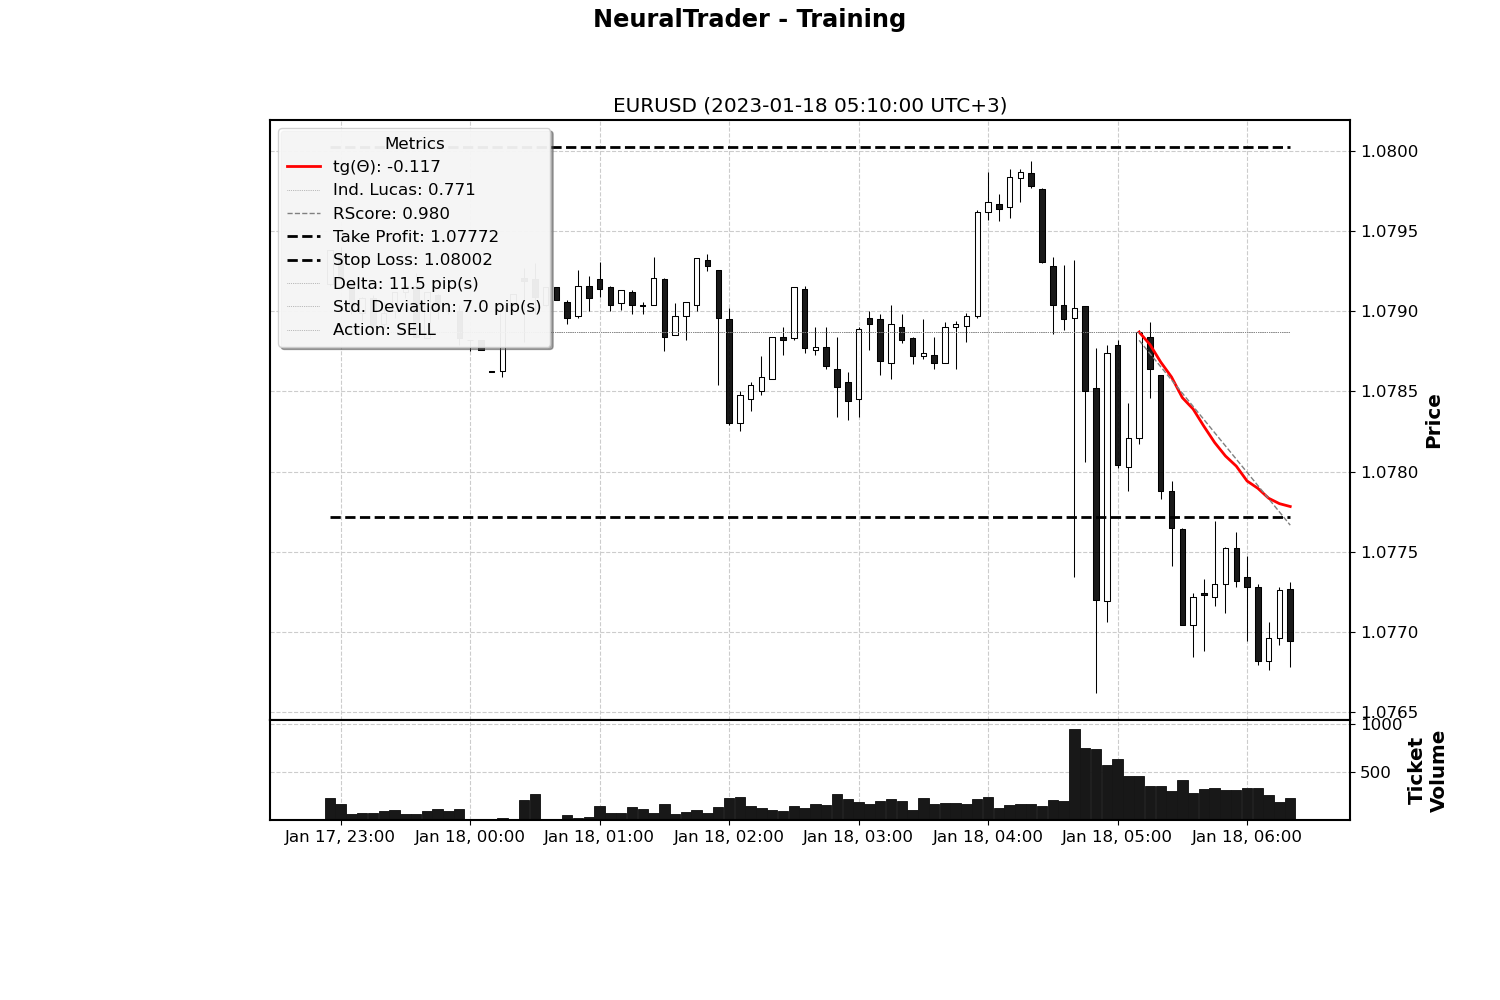 NeuralTrader - Training
EURUSD (2023-01-18 05:10:00 UTC+3)
Metrics
tg(Θ): -0.117
Ind. Lucas: 0.771
RScore: 0.980
Take Profit: 1.07772
Stop Loss: 1.08002
Delta: 11.5 pip(s)
Std. Deviation: 7.0 pip(s)
Action: SELL
1.0800
1.0795
1.0790
1.0785
1.0780
1.0775
1.0770
1.0765
Price
1000
500
Ticket
Volume
Jan 17, 23:00 Jan 18, 00:00 Jan 18, 01:00 Jan 18, 02:00 Jan 18, 03:00 Jan 18, 04:00 Jan 18, 05:00 Jan 18, 06:00